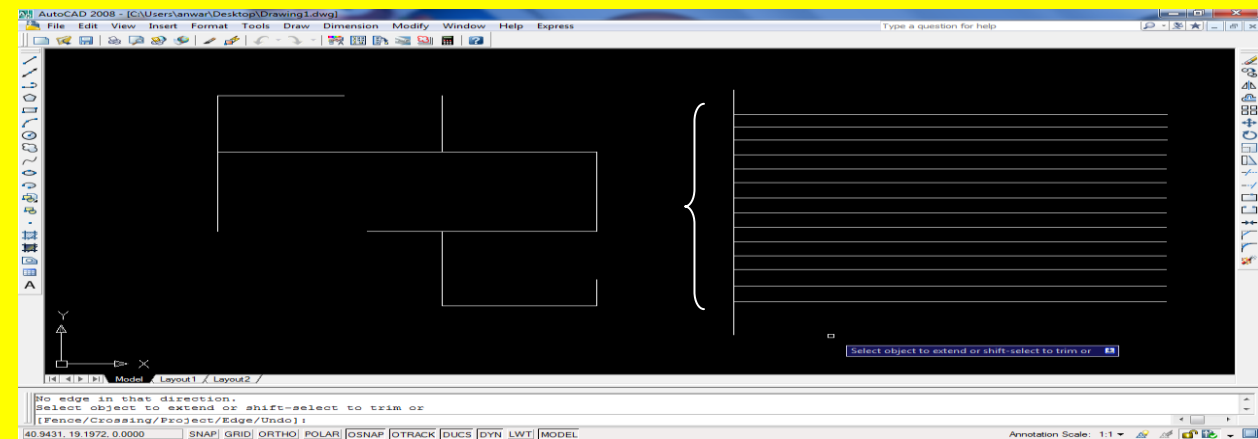 AutoCAD 2008 - [C:\Users\anwar\Desktop\Drawing1.dwg]
File Edit View Insert Format Tools Draw Dimension Modify Window Help Express Type a question for help
A
Y
X
Select object to extend or shift-select to trim or
Model Layout1 Layout2
No edge in that direction.
Select object to extend or shift-select to trim or
[Fence/Crossing/Project/Edge/Undo]:
40.9431, 19.1972, 0.0000 SNAP GRID ORTHO POLAR OSNAP OTRACK DUCS DYN LWT MODEL Annotation Scale: 1:1